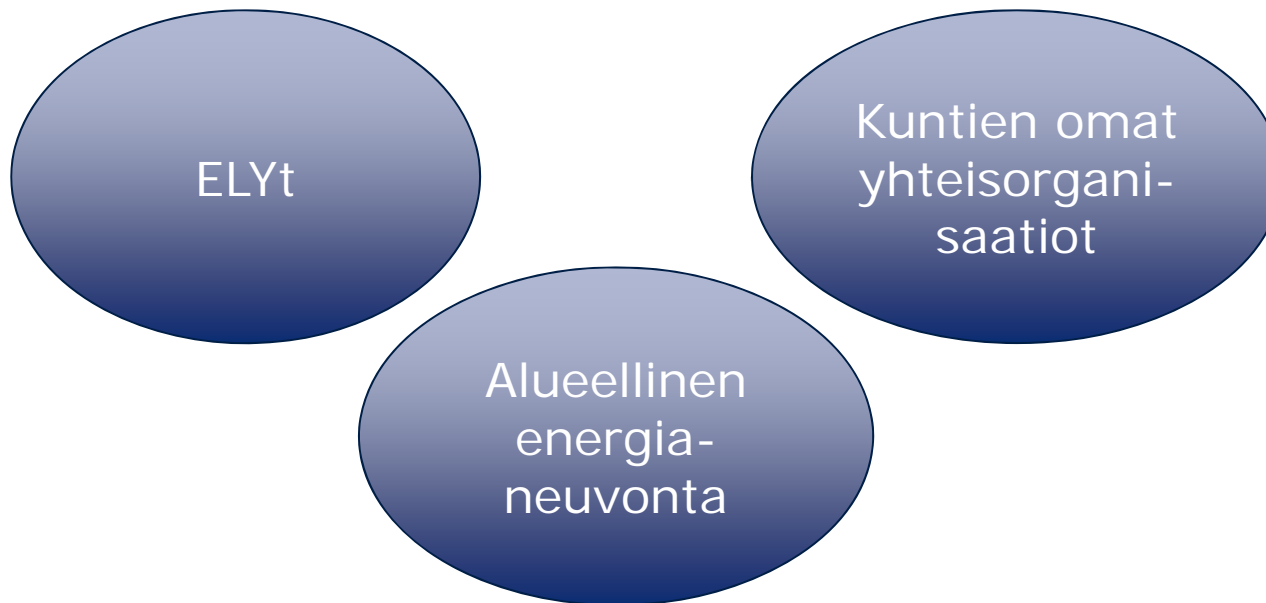 ELYt
Kuntien omat
yhteisorgani-
saatiot
Alueellinen
energia-
neuvonta